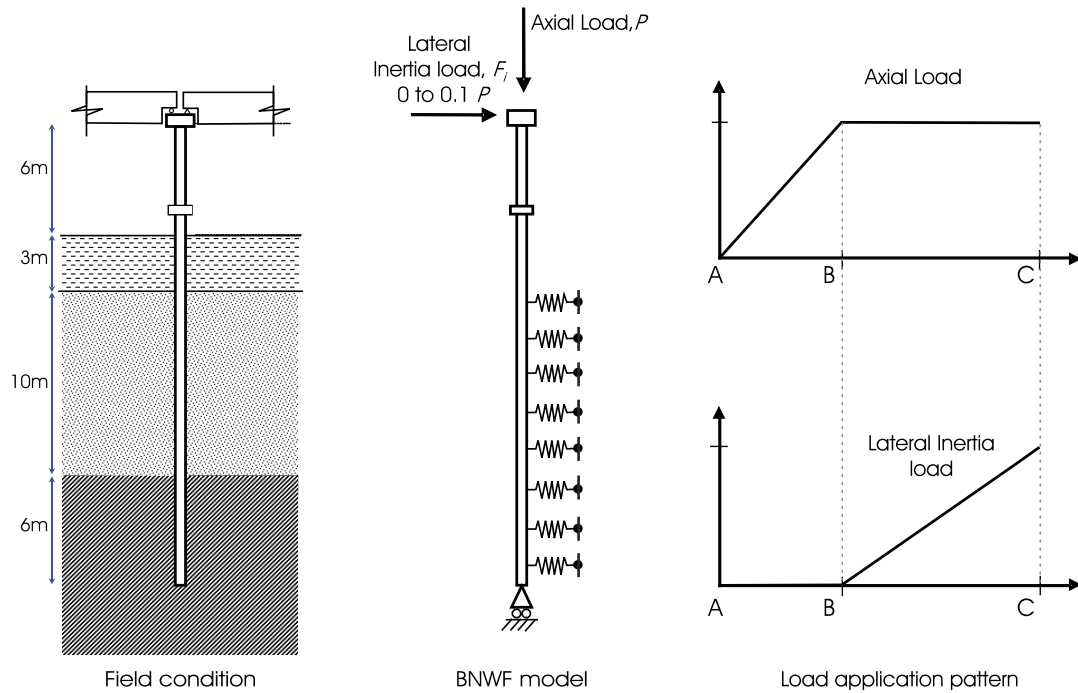 6m
3m
10m
6m
Field condition
Axial Load, P
Lateral
Inertia load, Fi
0 to 0.1 P
BNWF model
Axial Load
A
B
C
Lateral Inertia
load
A
B
C
Load application pattern